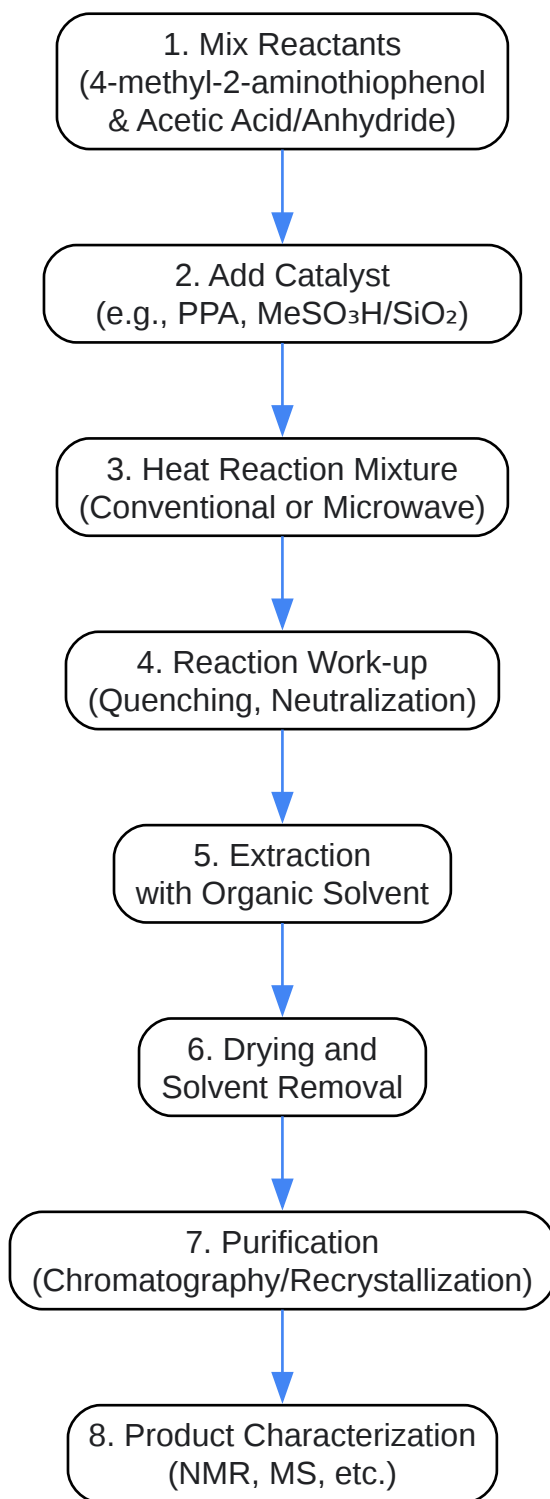 1. Mix Reactants
(4-methyl-2-aminothiophenol
& Acetic Acid/Anhydride)
2. Add Catalyst
(e.g., PPA, MeSO₃H/SiO₂)
3. Heat Reaction Mixture
(Conventional or Microwave)
4. Reaction Work-up
(Quenching, Neutralization)
5. Extraction
with Organic Solvent
6. Drying and
Solvent Removal
7. Purification
(Chromatography/Recrystallization)
8. Product Characterization
(NMR, MS, etc.)